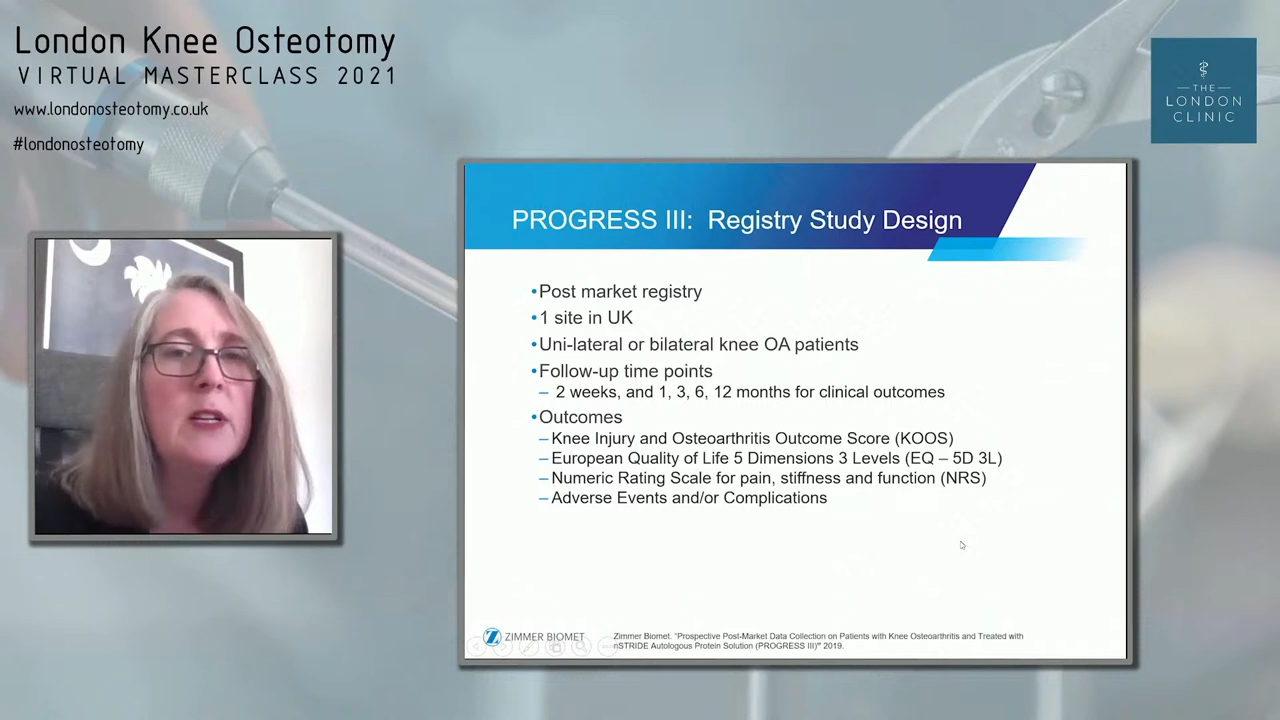 London Knee Osteotomy
VIRTUAL MASTERCLASS 2021
www.londonosteotomy.co.uk
#londonosteotomy
THE
LONDON
CLINIC
PROGRESS III: Registry Study Design
•Post market registry
•1 site in UK
•Uni-lateral or bilateral knee OA patients
•Follow-up time points
– 2 weeks, and 1, 3, 6, 12 months for clinical outcomes
•Outcomes
–Knee Injury and Osteoarthritis Outcome Score (KOOS)
–European Quality of Life 5 Dimensions 3 Levels (EQ – 5D 3L)
–Numeric Rating Scale for pain, stiffness and function (NRS)
–Adverse Events and/or Complications
ZIMMER BIOMET
Zimmer Biomet. “Prospective Post-Market Data Collection on Patients with Knee Osteoarthritis and Treated with
nSTRIDE Autologous Protein Solution (PROGRESS III)" 2019.